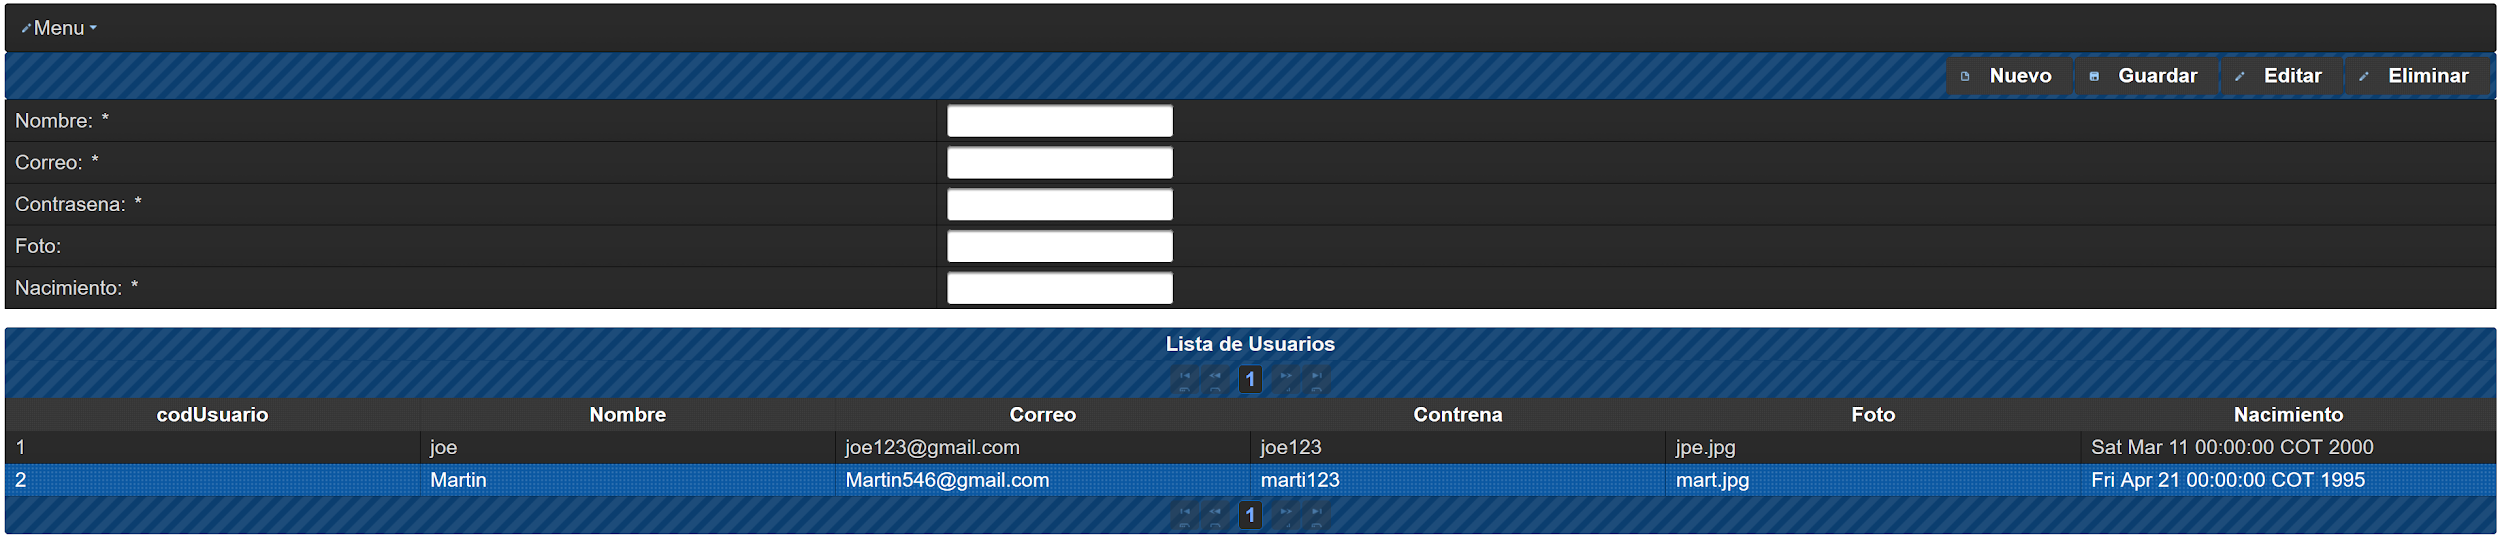 Menu
Nuevo Guardar Editar Eliminar
Nombre: *
Correo: *
Contrasena: *
Foto:
Nacimiento: *
Lista de Usuarios
1
codUsuario Nombre Correo Contrena Foto Nacimiento
1 joe joe123@gmail.com joe123 jpe.jpg Sat Mar 11 00:00:00 COT 2000
2 Martin Martin546@gmail.com marti123 mart.jpg Fri Apr 21 00:00:00 COT 1995
1